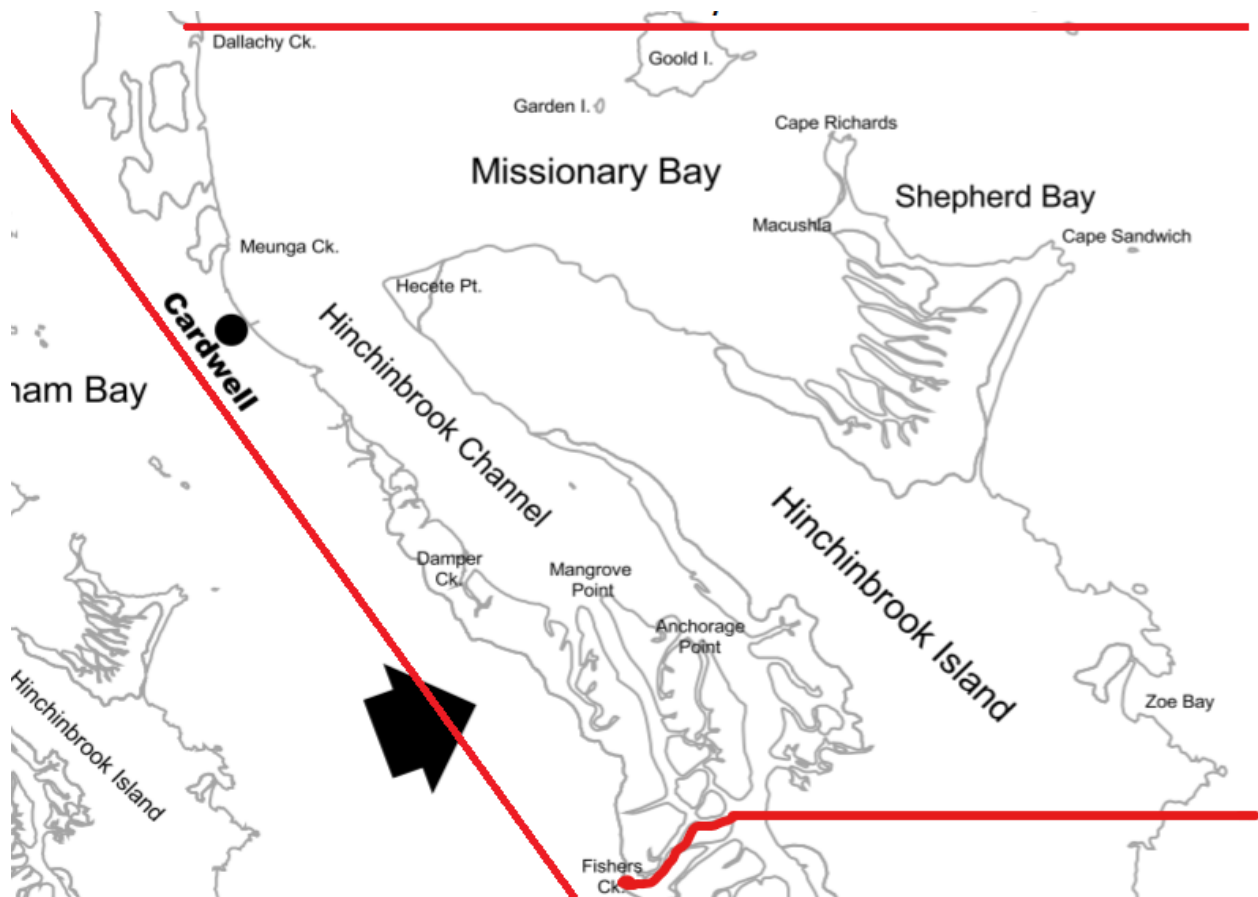 Dallachy Ck.
Goold I.
Garden I.
Cape Richards
Missionary Bay
Shepherd Bay
Macushla
Cape Sandwich
Meunga Ck.
Hecete Pt.
Cardwell
Hinchinbrook Channel
ham Bay
Hinchinbrook Island
Damper
Ck.
Mangrove
Point
Anchorage
Point
Zoe Bay
Hinchinbrook Island
Fishers
Ck.